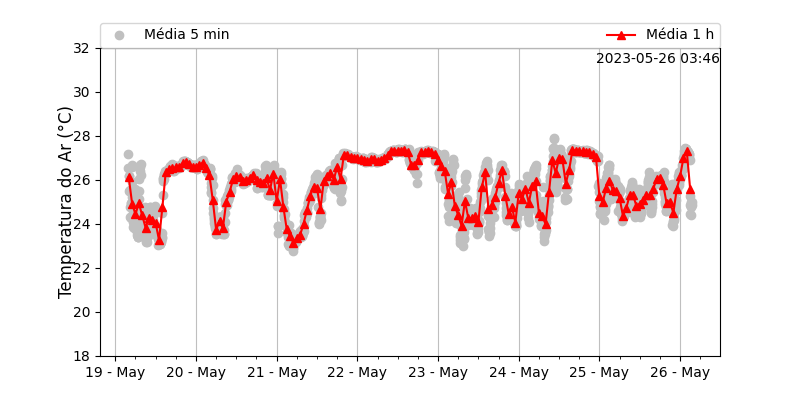 Média 5 min
Média 1 h
2023-05-26 03:46
Temperatura do Ar (°C)
32
30
28
26
24
22
20
18
19 - May
20 - May
21 - May
22 - May
23 - May
24 - May
25 - May
26 - May